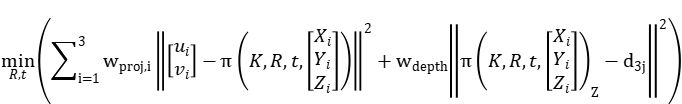 min_{R,t} ( ∑_{i=1}^{3} w_{proj,i} ‖ [u_i v_i] − π ( K, R, t, [X_i Y_i Z_i] ) ‖^2 + w_{depth} ‖ π ( K, R, t, [X_i Y_i Z_i] )_Z − d_{3j} ‖^2 )